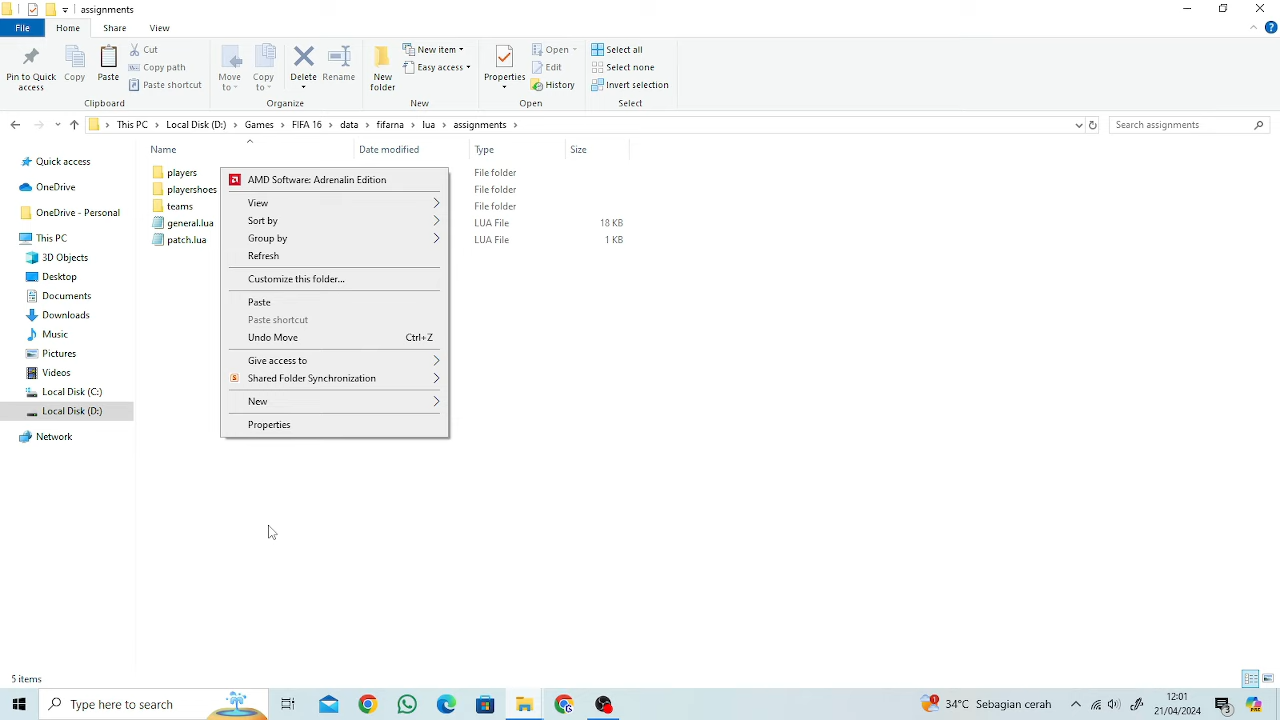 assignments
File Home Share View
Pin to Quick access
Copy
Paste
Cut
Copy path
Paste shortcut
Clipboard
Move to
Copy to
Delete
Rename
Organize
New folder
New item
Easy access
New
Properties
Open
Edit
History
Open
Select all
Select none
Invert selection
Select
This PC Local Disk (D:) Games FIFA 16 data fifarna lua assignments
Search assignments
Name Date modified Type Size
players File folder
playershoes File folder
teams File folder
general.lua LUA File 18 KB
patch.lua LUA File 1 KB
Quick access
OneDrive
OneDrive - Personal
This PC
3D Objects
Desktop
Documents
Downloads
Music
Pictures
Videos
Local Disk (C:)
Local Disk (D:)
Network
AMD Software: Adrenalin Edition
View
Sort by
Group by
Refresh
Customize this folder...
Paste
Paste shortcut
Undo Move Ctrl+Z
Give access to
S Shared Folder Synchronization
New
Properties
5 items
Type here to search
34°C Sebagian cerah
12:01
21/04/2024